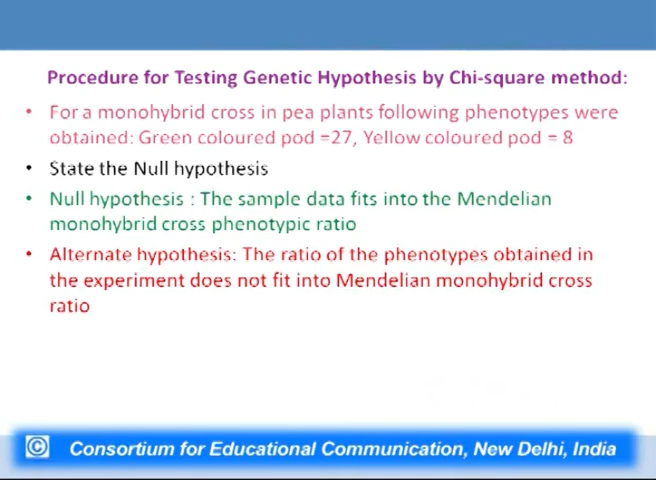 Procedure for Testing Genetic Hypothesis by Chi-square method:
• For a monohybrid cross in pea plants following phenotypes were
obtained: Green coloured pod =27, Yellow coloured pod = 8
• State the Null hypothesis
• Null hypothesis : The sample data fits into the Mendelian
monohybrid cross phenotypic ratio
• Alternate hypothesis: The ratio of the phenotypes obtained in
the experiment does not fit into Mendelian monohybrid cross
ratio
© Consortium for Educational Communication, New Delhi, India